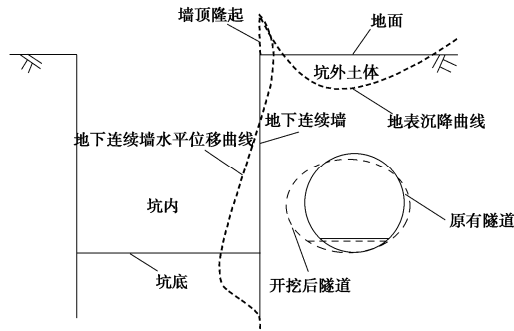 墙顶隆起
地面
坑外土体
地下连续墙
地表沉降曲线
地下连续墙水平位移曲线
坑内
原有隧道
坑底
开挖后隧道